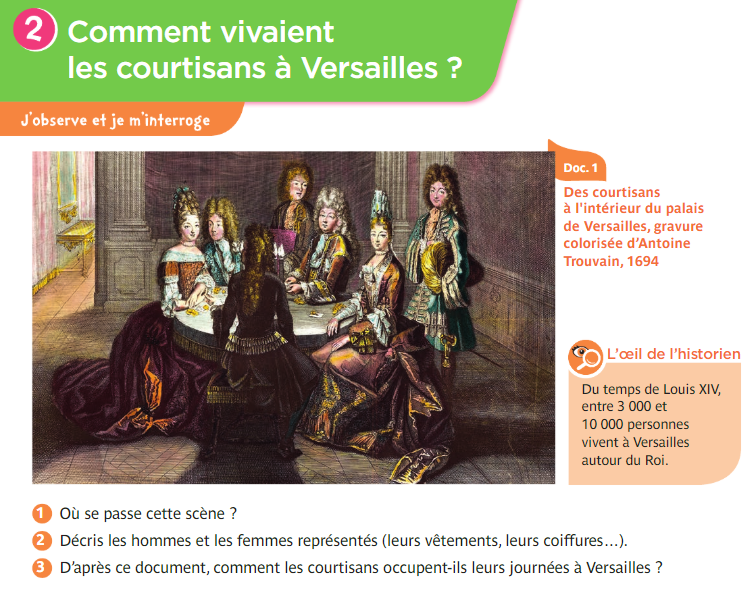 2 Comment vivaient
les courtisans à Versailles ?
J'observe et je m'interroge
Doc. 1
Des courtisans
à l'intérieur du palais
de Versailles, gravure
colorisée d'Antoine
Trouvain, 1694
L'œil de l'historien
Du temps de Louis XIV,
entre 3 000 et
10 000 personnes
vivent à Versailles
autour du Roi.
1 Où se passe cette scène ?
2 Décris les hommes et les femmes représentés (leurs vêtements, leurs coiffures…).
3 D'après ce document, comment les courtisans occupent-ils leurs journées à Versailles ?